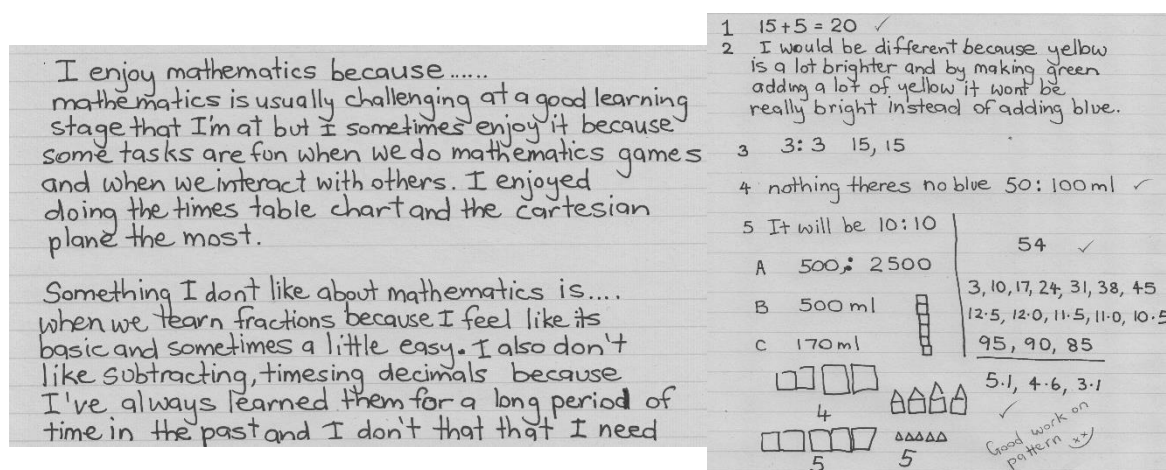 I enjoy mathematics because......
mathematics is usually challenging at a good learning
stage that I'm at but I sometimes enjoy it because
some tasks are fun when we do mathematics games
and when we interact with others. I enjoyed
doing the times table chart and the cartesian
plane the most.
Something I dont like about mathematics is....
when we learn fractions because I feel like its
basic and sometimes a little easy. I also don't
like subtracting, timesing decimals because
I've always learned them for a long period of
time in the past and I don't that that I need
1 15+5 = 20 ✓
2 I would be different because yellow
is a lot brighter and by making green
adding a lot of yellow it wont be
really bright instead of adding blue.
3 3:3 15, 15
4 nothing theres no blue 50:100ml ✓
5 It will be 10:10
A 500,: 2500
B 500 ml
C 170 ml
4
5
5
54 ✓
3, 10, 17, 24, 31, 38, 45
12.5, 12.0, 11.5, 11.0, 10.5
95, 90, 85
5.1, 4.6, 3.1
✓
Good work on
pattern xx